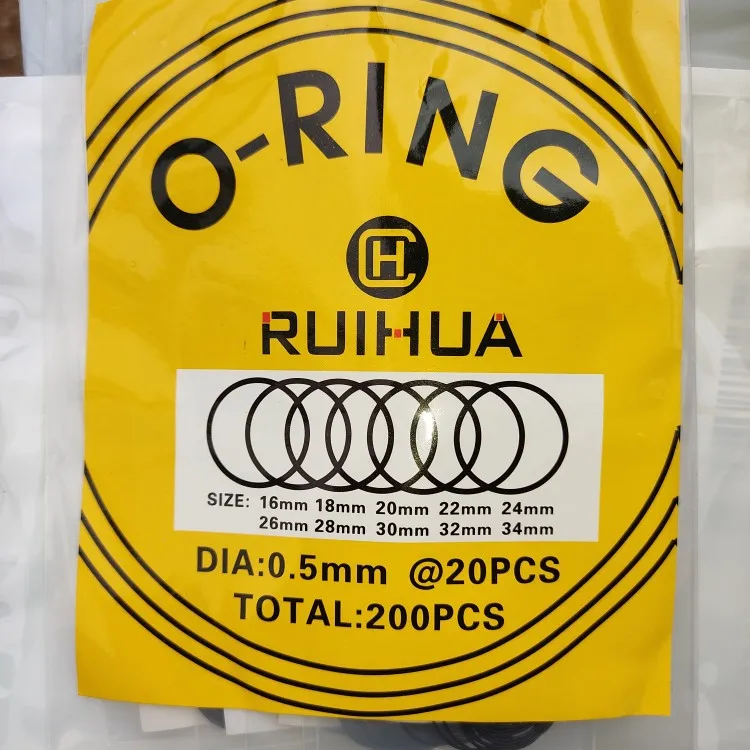 O-RING
CH
RUIHUA
SIZE: 16mm 18mm 20mm 22mm 24mm
26mm 28mm 30mm 32mm 34mm
DIA:0.5mm @20PCS
TOTAL:200PCS